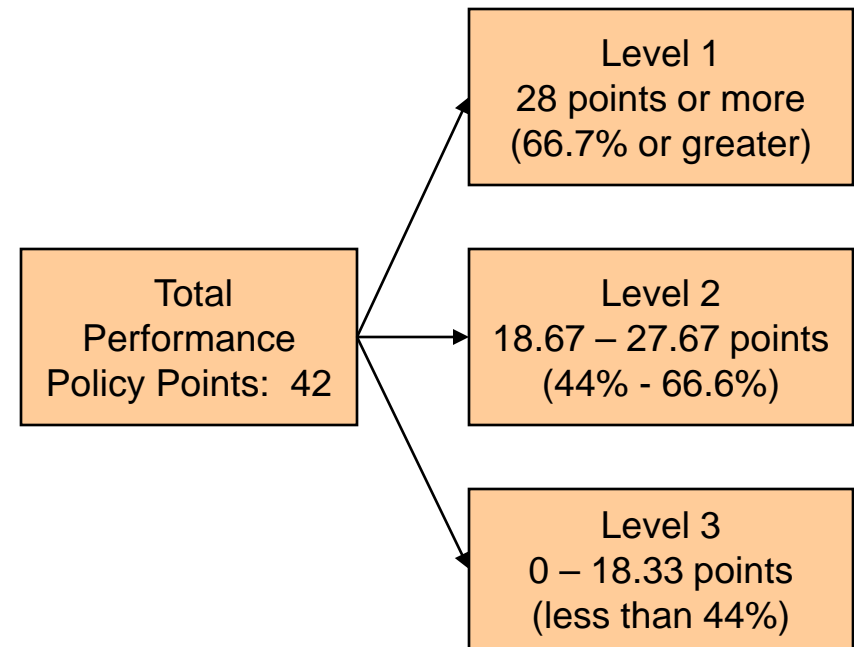 Total
Performance
Policy Points: 42
Level 1
28 points or more
(66.7% or greater)
Level 2
18.67 – 27.67 points
(44% - 66.6%)
Level 3
0 – 18.33 points
(less than 44%)